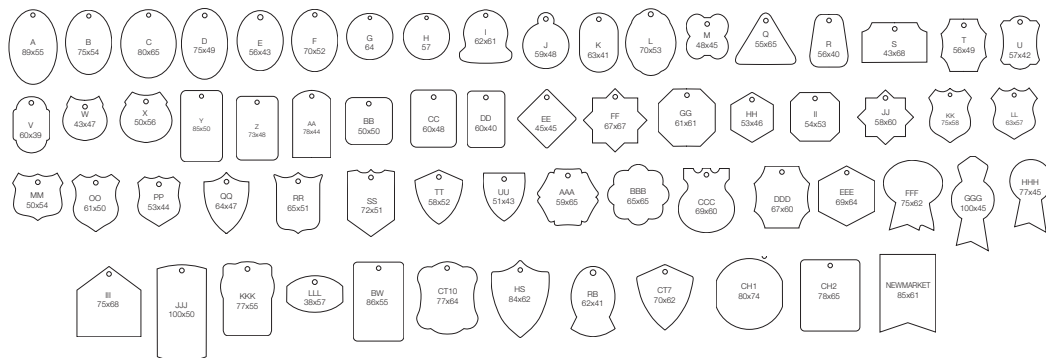 A
89x55
B
75x54
C
80x65
D
75x49
E
56x43
F
70x52
G
64
H
57
I
62x61
J
59x48
K
63x41
L
70x53
M
48x45
Q
55x65
R
56x40
S
43x68
T
56x49
U
57x42
V
60x39
W
43x47
X
50x56
Y
85x50
Z
73x48
AA
78x44
BB
50x50
CC
60x48
DD
60x40
EE
45x45
FF
67x67
GG
61x61
HH
53x46
II
54x53
JJ
58x60
KK
75x58
LL
63x57
MM
50x54
OO
61x50
PP
53x44
QQ
64x47
RR
65x51
SS
72x51
TT
58x52
UU
51x43
AAA
59x65
BBB
65x65
CCC
69x60
DDD
67x60
EEE
69x64
FFF
75x62
GGG
100x45
HHH
77x45
III
75x68
JJJ
100x50
KKK
77x55
LLL
38x57
BW
86x55
CT10
77x64
HS
84x62
RB
62x41
CT7
70x62
CH1
80x74
CH2
78x65
NEWMARKET
85x61